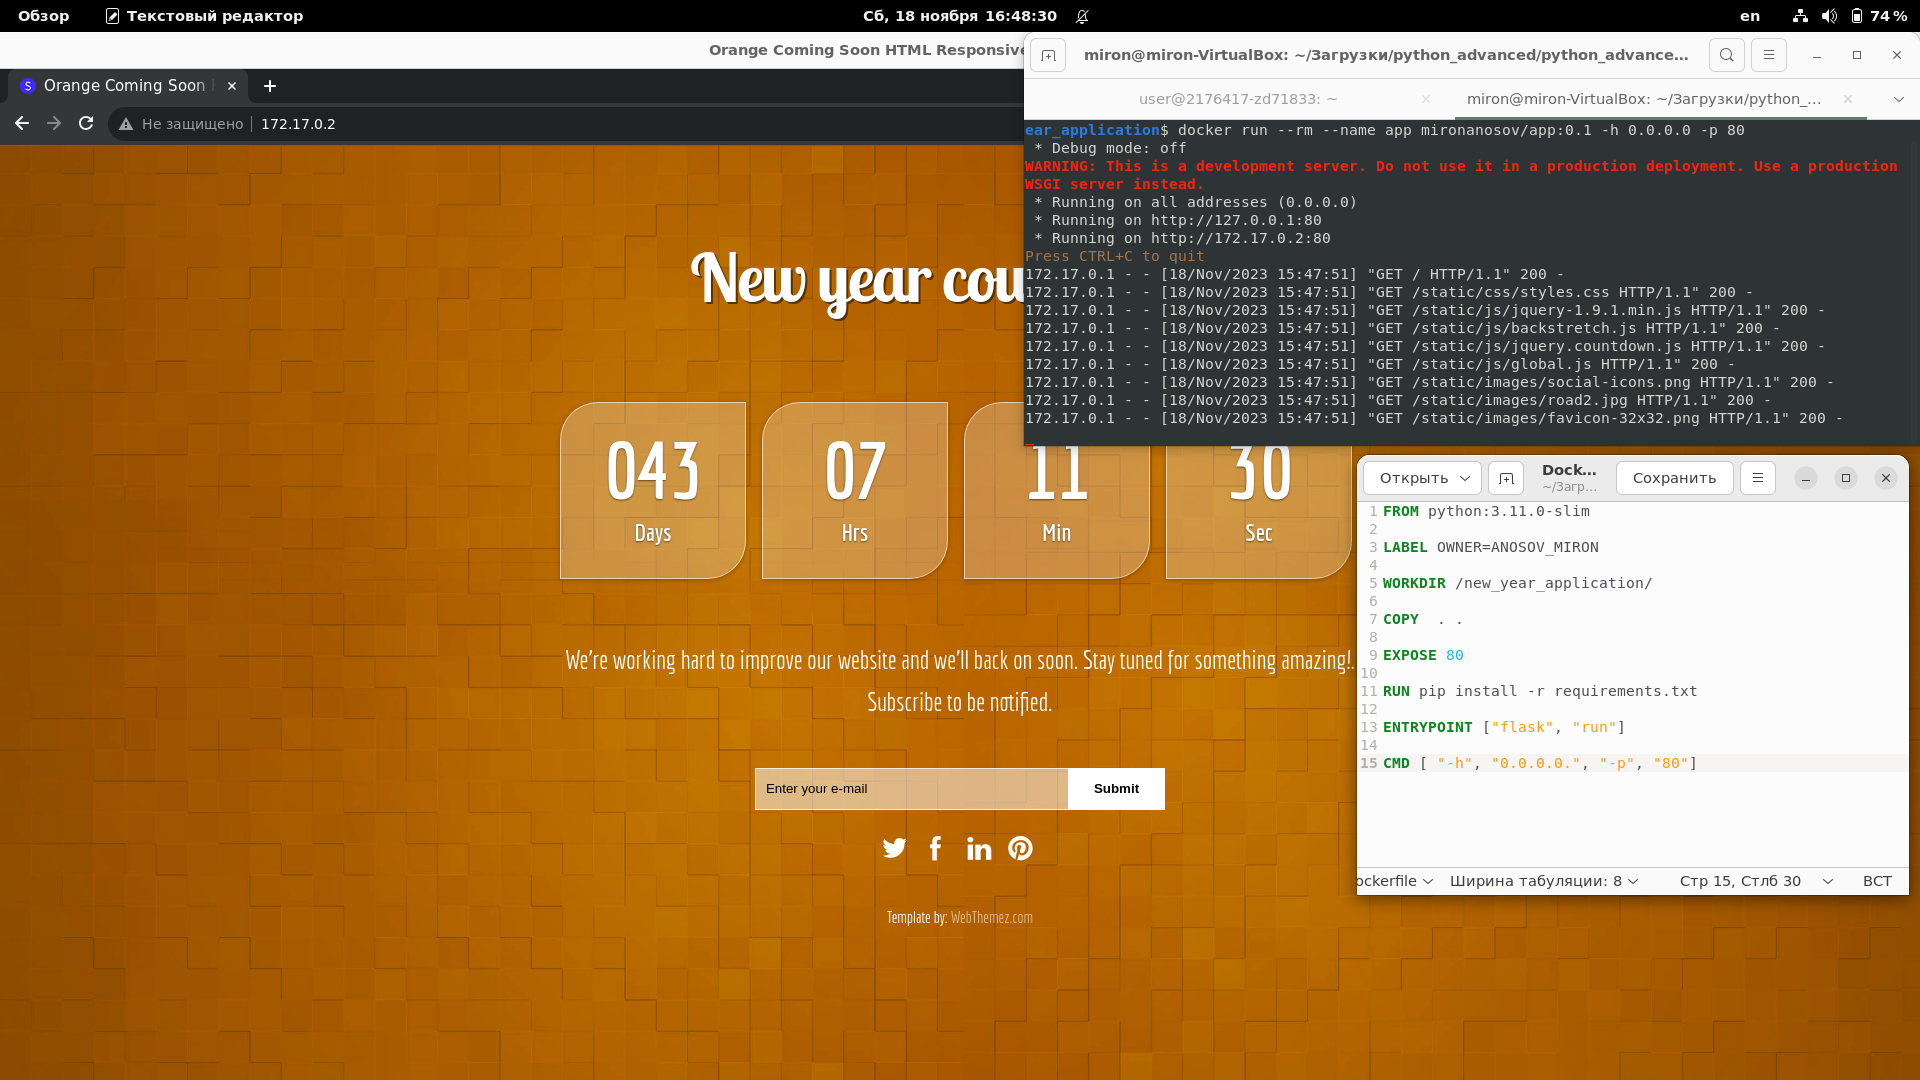 Обзор
Текстовый редактор
Сб, 18 ноября 16:48:30
en
74 %
Orange Coming Soon HTML Responsive
Orange Coming Soon
Не защищено
172.17.0.2
New year cou
043
Days
07
Hrs
11
Min
30
Sec
We're working hard to improve our website and we'll back on soon. Stay tuned for something amazing!.
Subscribe to be notified.
Enter your e-mail
Submit
Template by: WebThemez.com
miron@miron-VirtualBox: ~/Загрузки/python_advanced/python_advance…
user@2176417-zd71833: ~
miron@miron-VirtualBox: ~/Загрузки/python_…
ear_application$ docker run --rm --name app mironanosov/app:0.1 -h 0.0.0.0 -p 80
 * Debug mode: off
WARNING: This is a development server. Do not use it in a production deployment. Use a production
WSGI server instead.
 * Running on all addresses (0.0.0.0)
 * Running on http://127.0.0.1:80
 * Running on http://172.17.0.2:80
Press CTRL+C to quit
172.17.0.1 - - [18/Nov/2023 15:47:51] "GET / HTTP/1.1" 200 -
172.17.0.1 - - [18/Nov/2023 15:47:51] "GET /static/css/styles.css HTTP/1.1" 200 -
172.17.0.1 - - [18/Nov/2023 15:47:51] "GET /static/js/jquery-1.9.1.min.js HTTP/1.1" 200 -
172.17.0.1 - - [18/Nov/2023 15:47:51] "GET /static/js/backstretch.js HTTP/1.1" 200 -
172.17.0.1 - - [18/Nov/2023 15:47:51] "GET /static/js/jquery.countdown.js HTTP/1.1" 200 -
172.17.0.1 - - [18/Nov/2023 15:47:51] "GET /static/js/global.js HTTP/1.1" 200 -
172.17.0.1 - - [18/Nov/2023 15:47:51] "GET /static/images/social-icons.png HTTP/1.1" 200 -
172.17.0.1 - - [18/Nov/2023 15:47:51] "GET /static/images/road2.jpg HTTP/1.1" 200 -
172.17.0.1 - - [18/Nov/2023 15:47:51] "GET /static/images/favicon-32x32.png HTTP/1.1" 200 -
Открыть
Dock…
~/Загр…
Сохранить
1 FROM python:3.11.0-slim
2
3 LABEL OWNER=ANOSOV_MIRON
4
5 WORKDIR /new_year_application/
6
7 COPY  . .
8
9 EXPOSE 80
10
11 RUN pip install -r requirements.txt
12
13 ENTRYPOINT ["flask", "run"]
14
15 CMD [ "-h", "0.0.0.0.", "-p", "80"]
ockerfile
Ширина табуляции: 8
Стр 15, Стлб 30
ВСТ